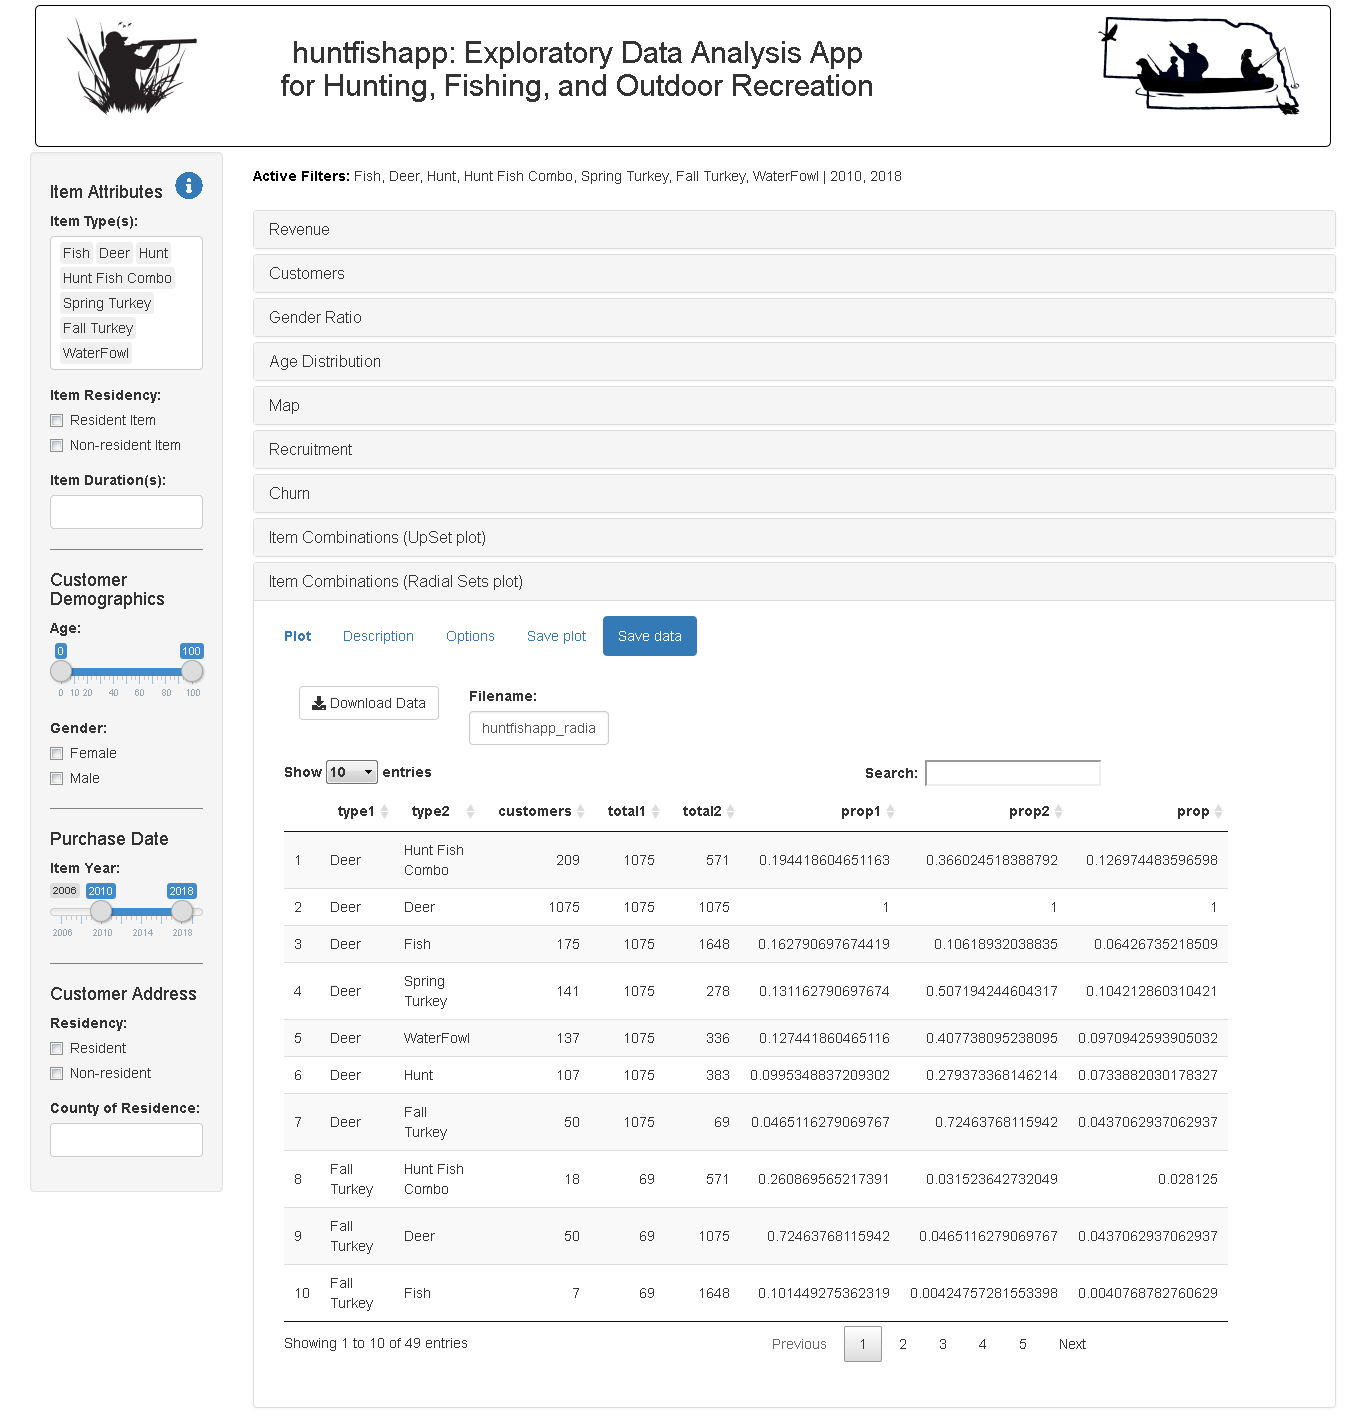 huntfishapp: Exploratory Data Analysis App
for Hunting, Fishing, and Outdoor Recreation
Item Attributes
Item Type(s):
Fish Deer Hunt
Hunt Fish Combo
Spring Turkey
Fall Turkey
WaterFowl
Item Residency:
Resident Item
Non-resident Item
Item Duration(s):
Customer
Demographics
Age:
0 100
0 10 20 40 60 80 100
Gender:
Female
Male
Purchase Date
Item Year:
2006 2010 2018
2006 2010 2014 2018
Customer Address
Residency:
Resident
Non-resident
County of Residence:
Active Filters: Fish, Deer, Hunt, Hunt Fish Combo, Spring Turkey, Fall Turkey, WaterFowl | 2010, 2018
Revenue
Customers
Gender Ratio
Age Distribution
Map
Recruitment
Churn
Item Combinations (UpSet plot)
Item Combinations (Radial Sets plot)
Plot Description Options Save plot Save data
Download Data
Filename:
huntfishapp_radia
Show 10 entries
Search:
type1 type2 customers total1 total2 prop1 prop2 prop
1 Deer Hunt Fish Combo 209 1075 571 0.194418604651163 0.366024518388792 0.126974483596598
2 Deer Deer 1075 1075 1075 1 1 1
3 Deer Fish 175 1075 1648 0.162790697674419 0.10618932038835 0.06426735218509
4 Deer Spring Turkey 141 1075 278 0.131162790697674 0.507194244604317 0.104212860310421
5 Deer WaterFowl 137 1075 336 0.127441860465116 0.407738095238095 0.0970942593905032
6 Deer Hunt 107 1075 383 0.0995348837209302 0.279373368146214 0.0733882030178327
7 Deer Fall Turkey 50 1075 69 0.0465116279069767 0.72463768115942 0.0437062937062937
8 Fall Turkey Hunt Fish Combo 18 69 571 0.260869565217391 0.031523642732049 0.028125
9 Fall Turkey Deer 50 69 1075 0.72463768115942 0.0465116279069767 0.0437062937062937
10 Fall Turkey Fish 7 69 1648 0.101449275362319 0.00424757281553398 0.0040768782760629
Showing 1 to 10 of 49 entries
Previous 1 2 3 4 5 Next